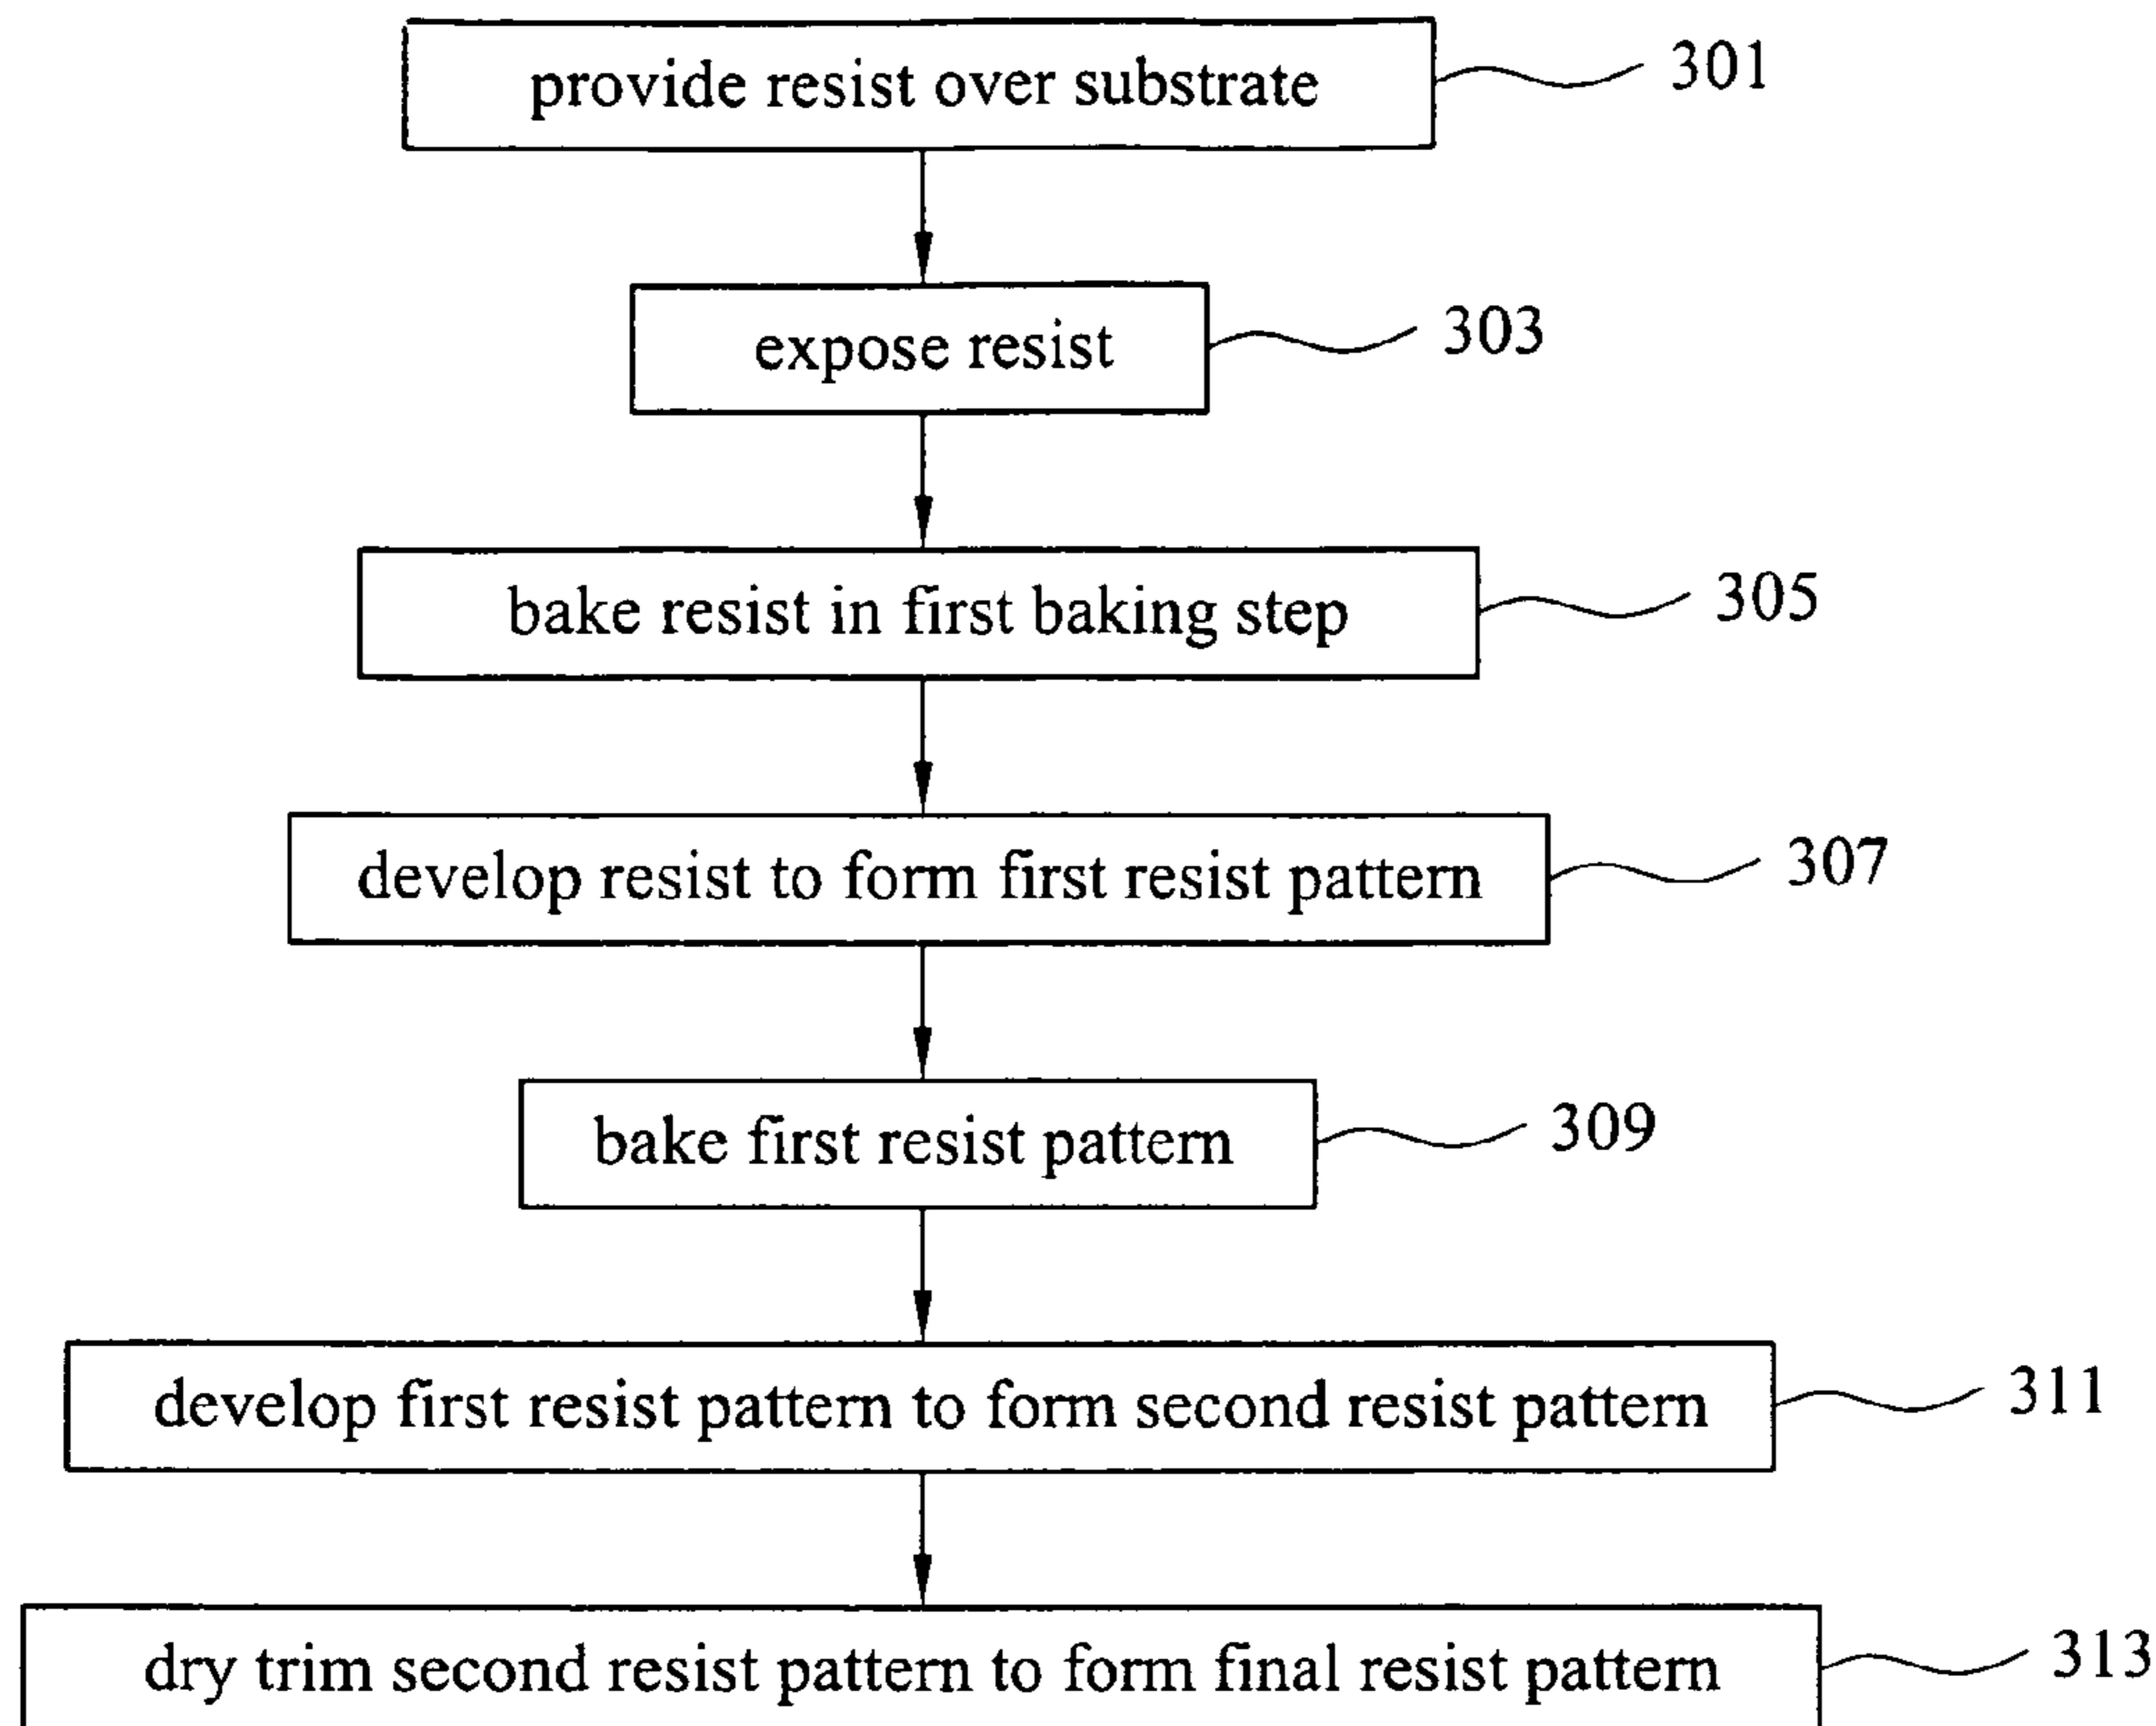 provide resist over substrate 301
expose resist 303
bake resist in first baking step 305
develop resist to form first resist pattern 307
bake first resist pattern 309
develop first resist pattern to form second resist pattern 311
dry trim second resist pattern to form final resist pattern 313